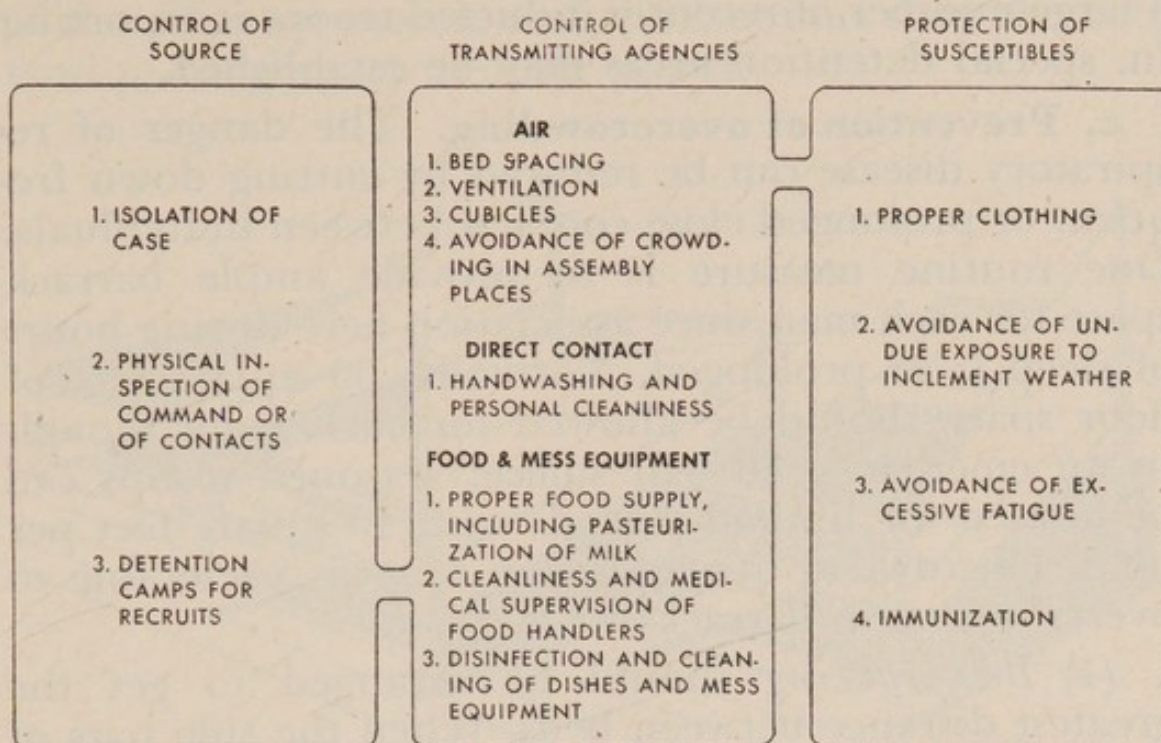 CONTROL OF
SOURCE
1. ISOLATION OF
CASE
2. PHYSICAL IN-
SPECTION OF
COMMAND OR
OF CONTACTS
3. DETENTION
CAMPS FOR
RECRUITS
CONTROL OF
TRANSMITTING AGENCIES
AIR
1. BED SPACING
2. VENTILATION
3. CUBICLES
4. AVOIDANCE OF CROWD-
ING IN ASSEMBLY
PLACES
DIRECT CONTACT
1. HANDWASHING AND
PERSONAL CLEANLINESS
FOOD & MESS EQUIPMENT
1. PROPER FOOD SUPPLY,
INCLUDING PASTEURI-
ZATION OF MILK
2. CLEANLINESS AND MEDI-
CAL SUPERVISION OF
FOOD HANDLERS
3. DISINFECTION AND CLEAN-
ING OF DISHES AND MESS
EQUIPMENT
PROTECTION OF
SUSCEPTIBLES
1. PROPER CLOTHING
2. AVOIDANCE OF UN-
DUE EXPOSURE TO
INCLEMENT WEATHER
3. AVOIDANCE OF EX-
CESSIVE FATIGUE
4. IMMUNIZATION